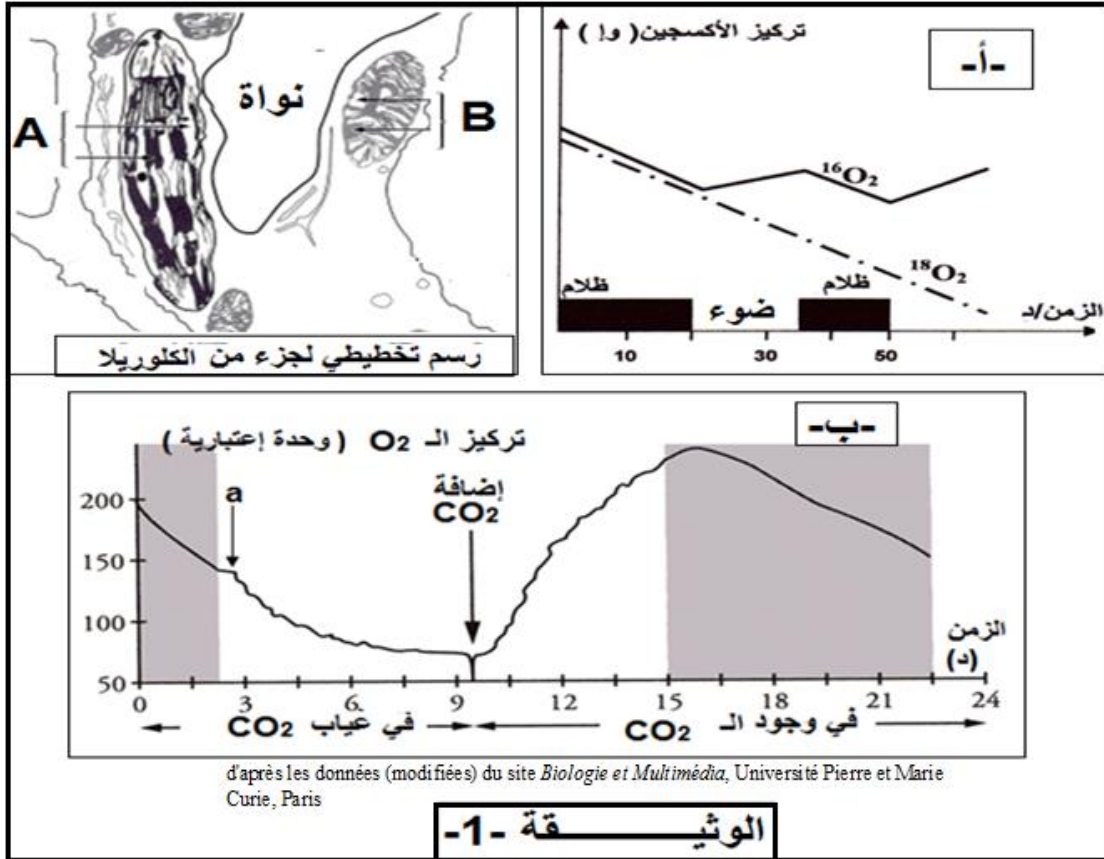 A
نواة
B
رسم تخطيطي لجزء من الكلوريلا
تركيز الأكسجين( وإ )
-أ-
¹⁶O₂
¹⁸O₂
ظلام
ضوء
ظلام
الزمن/د
10 30 50
-ب-
تركيز الـ O₂ ( وحدة إعتبارية )
a
إضافة
CO₂
200
150
100
50
0 3 6 9 12 15 18 21 24
الزمن
(د)
في عياب CO₂
في وجود الـ CO₂
d'après les données (modifiées) du site Biologie et Multimédia, Université Pierre et Marie
Curie, Paris
الوثيـــــــــــقة -1-